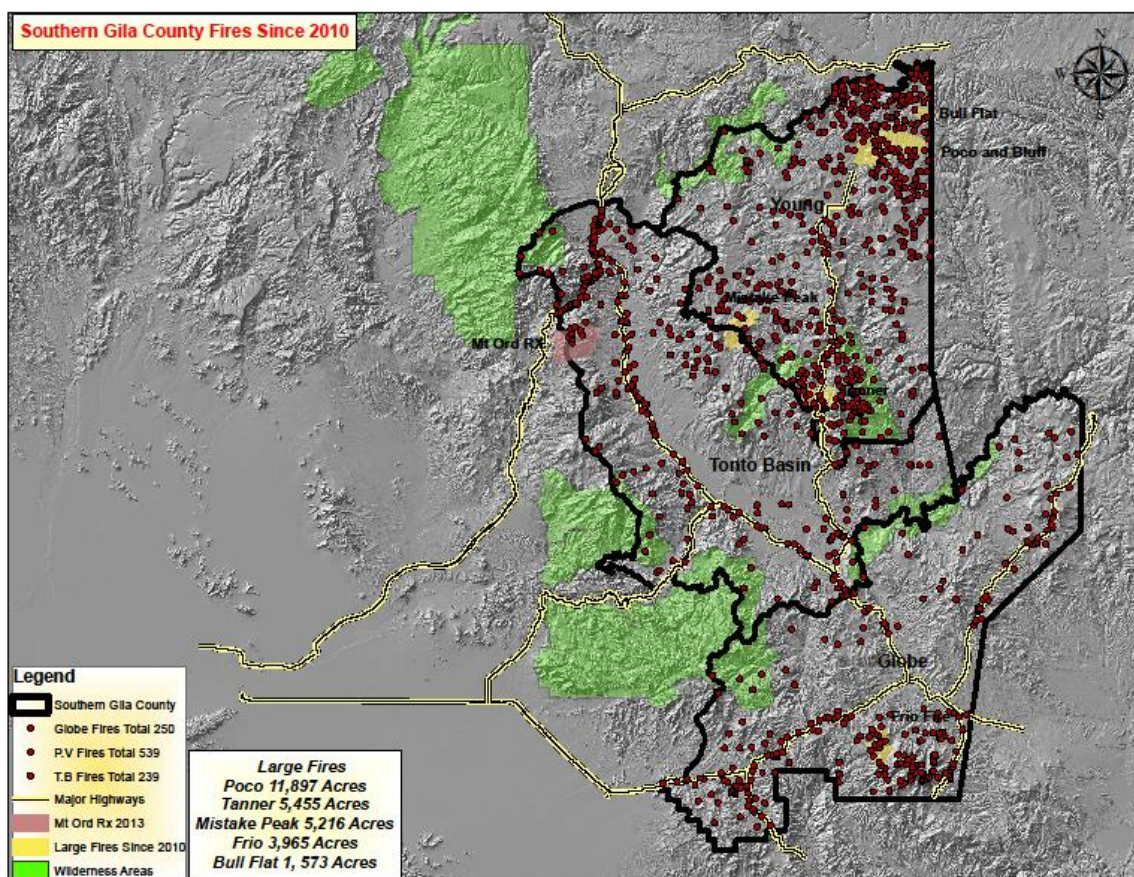 Southern Gila County Fires Since 2010
N
W
Bull Flat
Poco and Bluff
Young
Mistake Peak
Mt Ord RX
Tanner
Tonto Basin
Globe
Frio Fire
Legend
Southern Gila County
Globe Fires Total 250
P.V Fires Total 539
T.B Fires Total 239
Major Highways
Mt Ord Rx 2013
Large Fires Since 2010
Wilderness Areas
Large Fires
Poco 11,897 Acres
Tanner 5,455 Acres
Mistake Peak 5,216 Acres
Frio 3,965 Acres
Bull Flat 1, 573 Acres